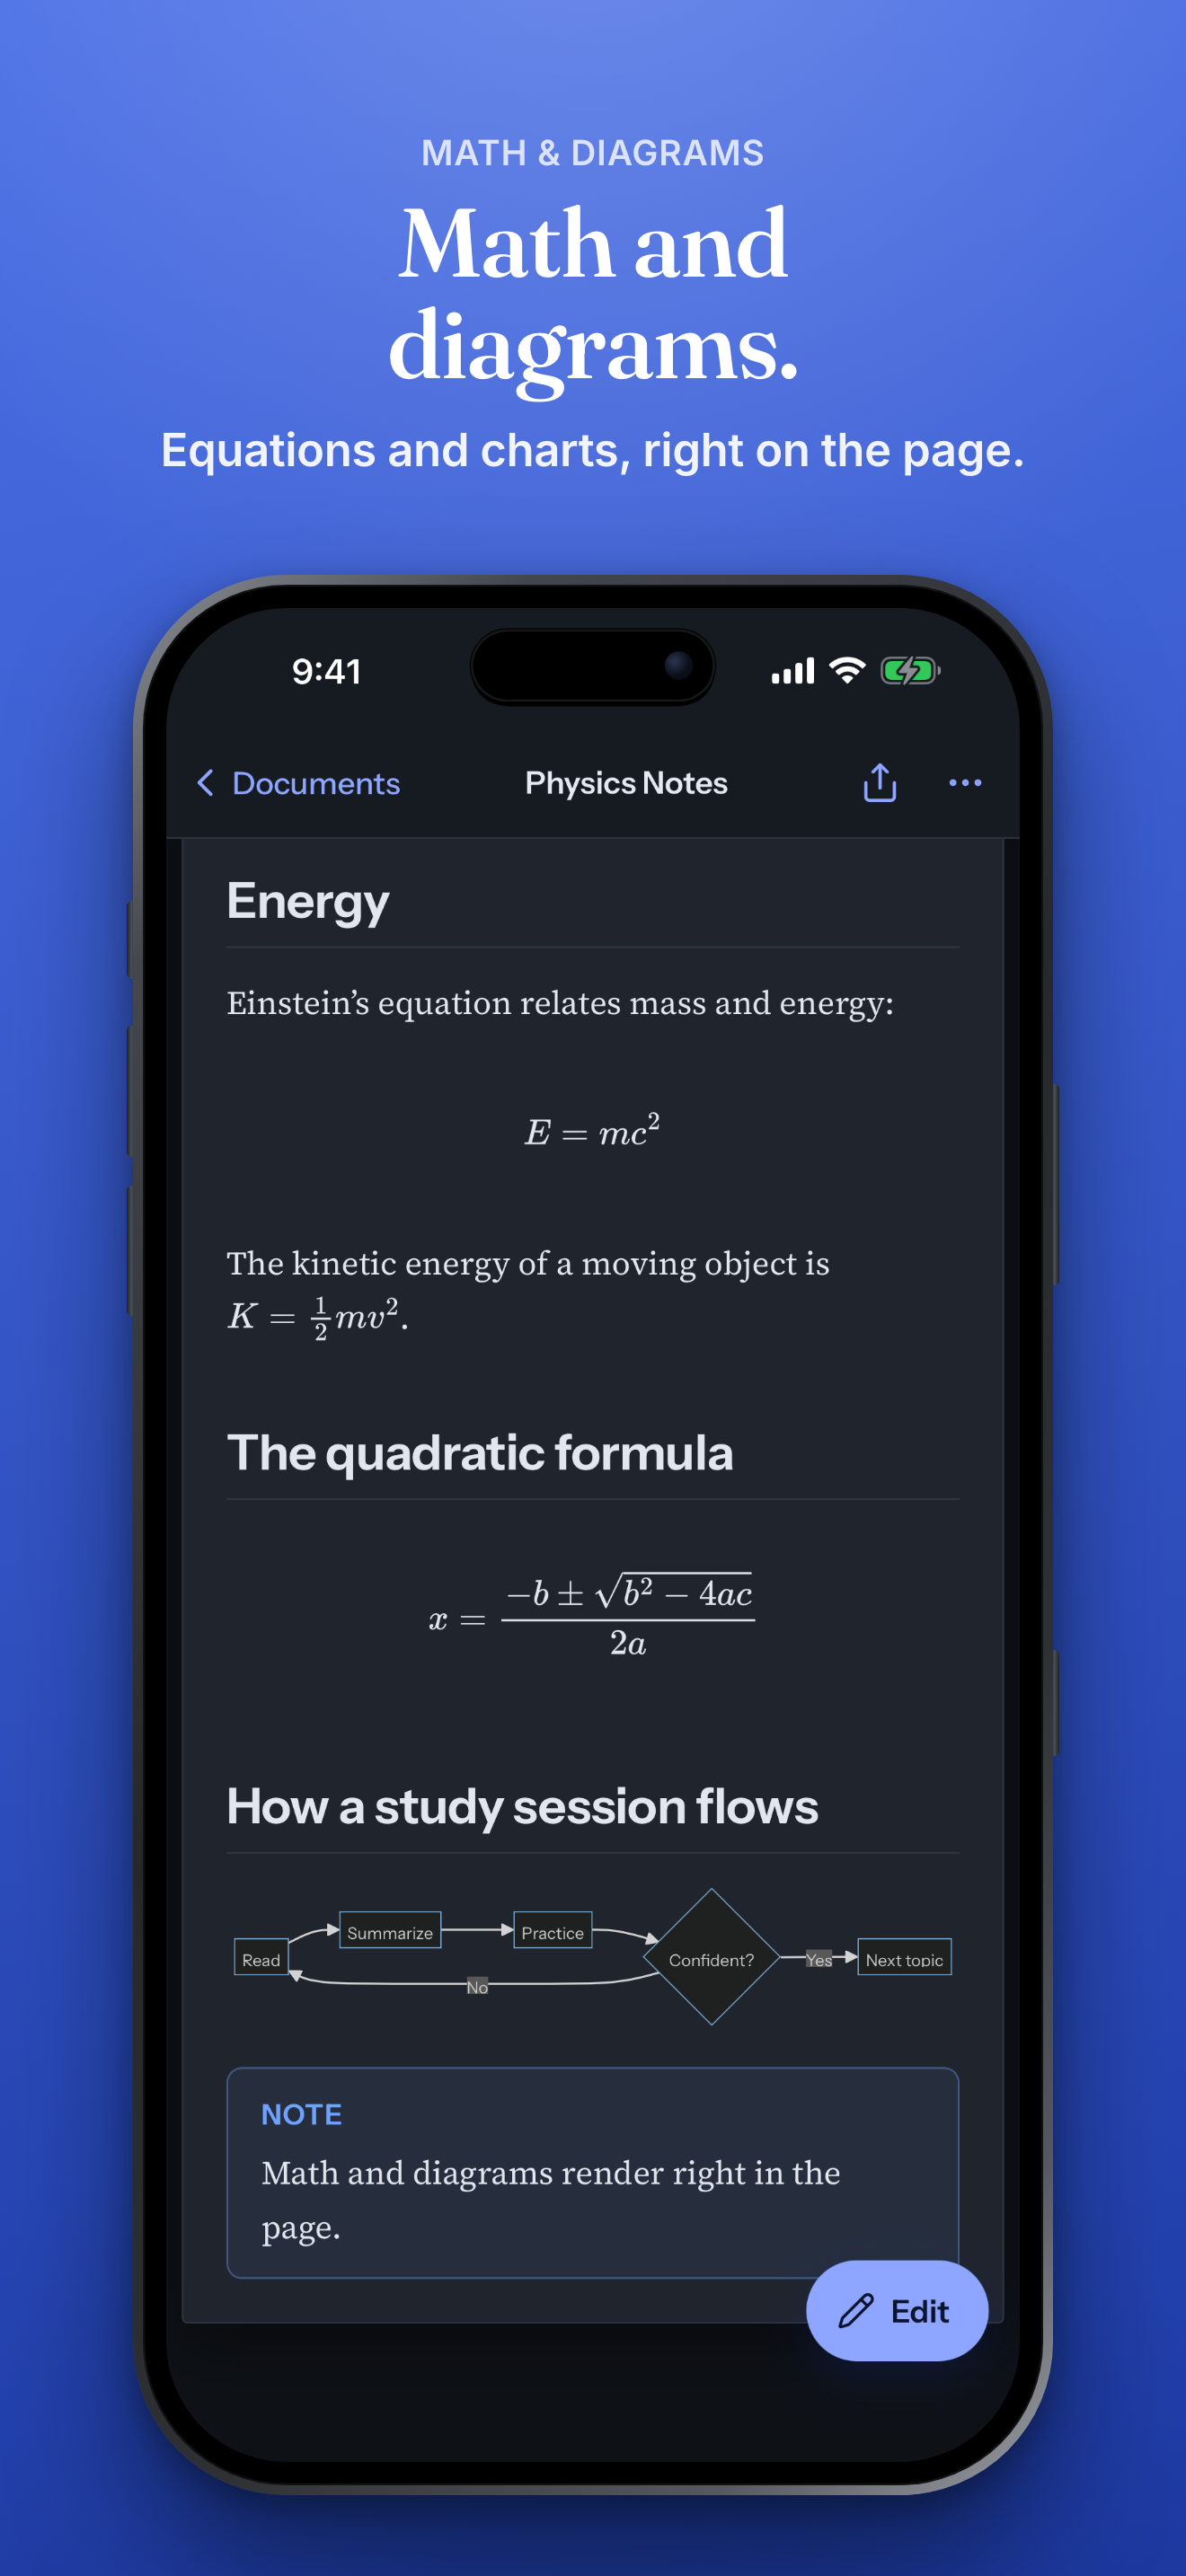 MATH & DIAGRAMS
Math and
diagrams.
Equations and charts, right on the page.
9:41
Documents
Physics Notes
Energy
Einstein’s equation relates mass and energy:
E = mc²
The kinetic energy of a moving object is
K = ½mv².
The quadratic formula
x = (−b ± √(b² − 4ac)) / 2a
How a study session flows
Read
Summarize
Practice
Confident?
Yes
Next topic
No
NOTE
Math and diagrams render right in the
page.
Edit